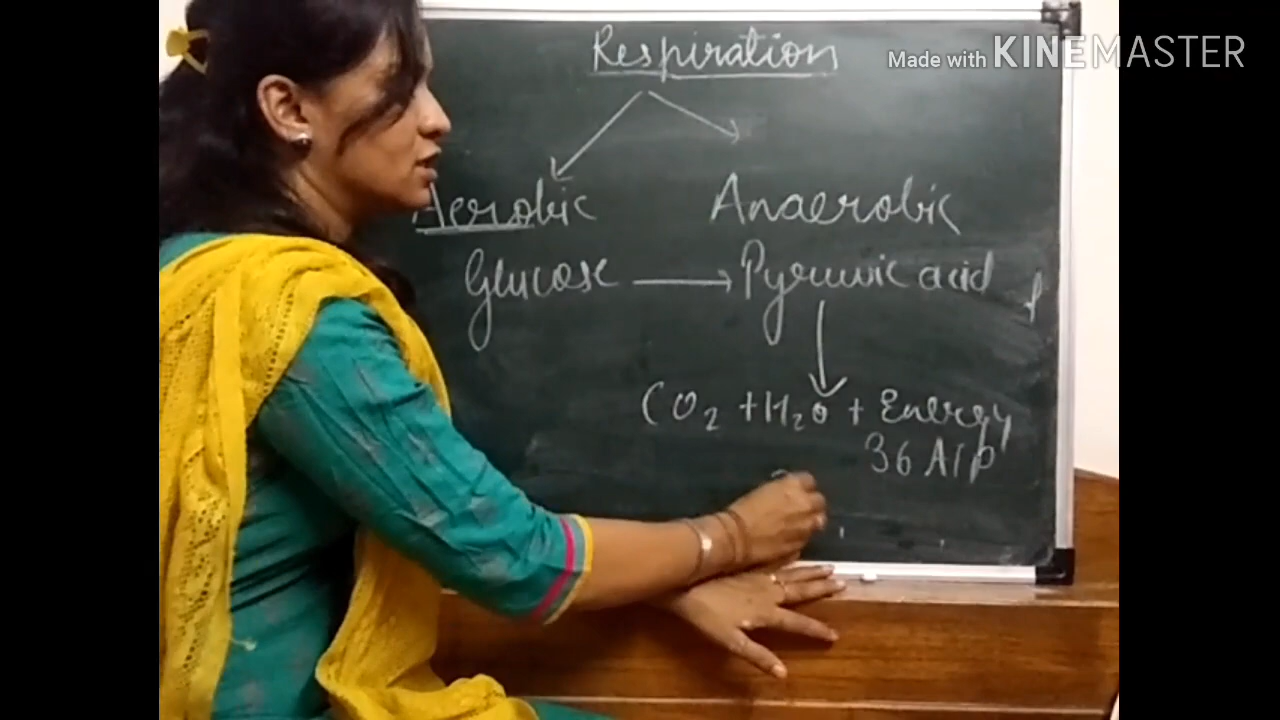 Made with KINEMASTER
Respiration
Aerobic Anaerobic
Glucose → Pyruvic acid
CO2 + H2O + Energy
36 ATP